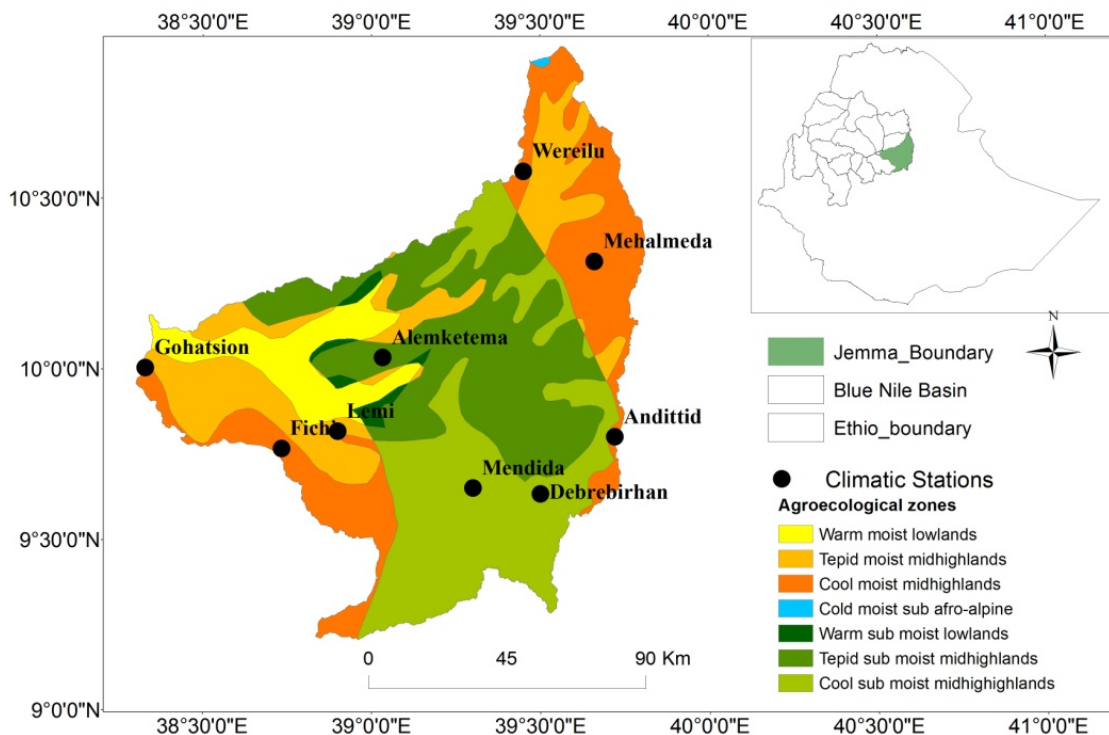 38°30'0"E 39°0'0"E 39°30'0"E 40°0'0"E 40°30'0"E 41°0'0"E
10°30'0"N
10°0'0"N
9°30'0"N
9°0'0"N
Wereilu
Mehalmeda
Alemketema
Gohatsion
Lemi
Fichi
Andittid
Mendida
Debrebirhan
0 45 90 Km
N
Jemma_Boundary
Blue Nile Basin
Ethio_boundary
Climatic Stations
Agroecological zones
Warm moist lowlands
Tepid moist midhighlands
Cool moist midhighlands
Cold moist sub afro-alpine
Warm sub moist lowlands
Tepid sub moist midhighlands
Cool sub moist midhighighlands
38°30'0"E 39°0'0"E 39°30'0"E 40°0'0"E 40°30'0"E 41°0'0"E